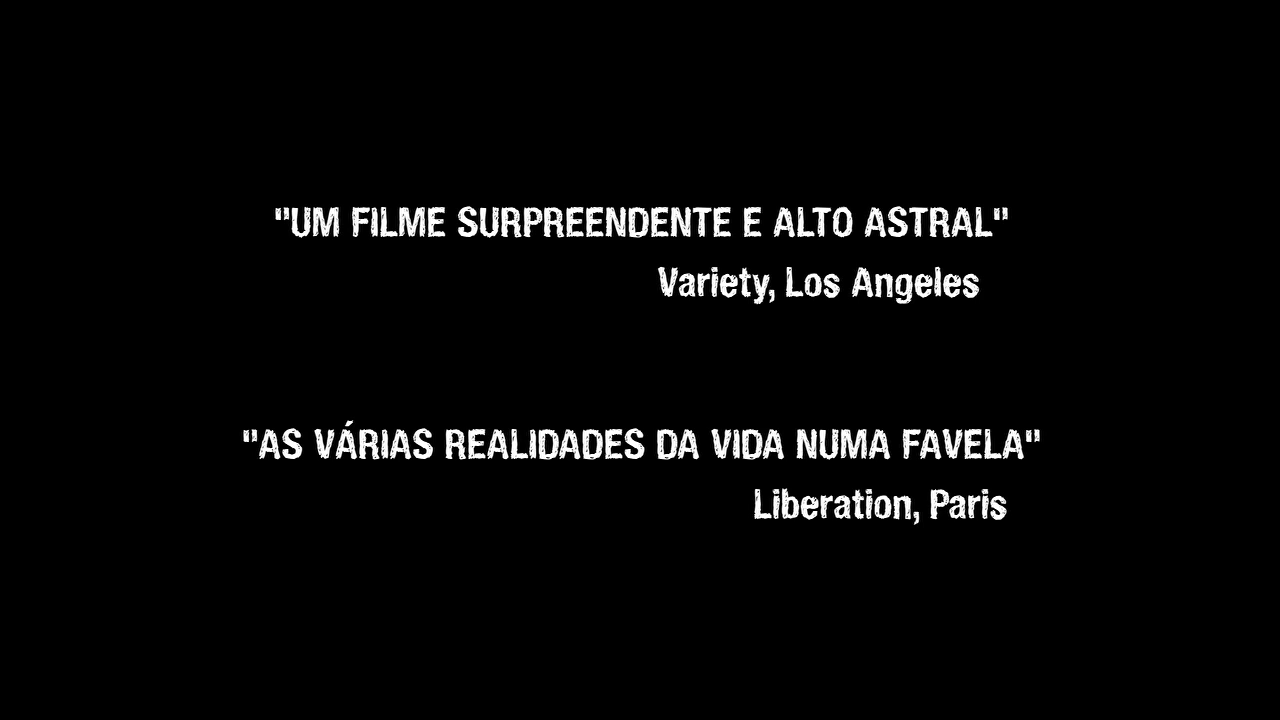 "UM FILME SURPREENDENTE E ALTO ASTRAL"
Variety, Los Angeles
"AS VÁRIAS REALIDADES DA VIDA NUMA FAVELA"
Liberation, Paris